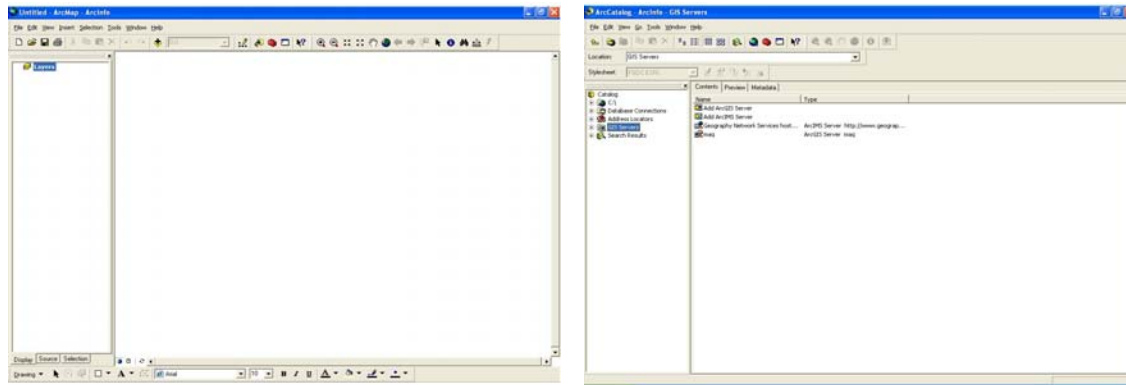 Untitled - ArcMap - ArcInfo
File Edit View Insert Selection Tools Window Help
Layers
Display Source Selection
Drawing
Arial
10
B I U A
ArcCatalog - ArcInfo - GIS Servers
File Edit View Go Tools Window Help
Location: GIS Servers
Stylesheet:
Contents Preview Metadata
Catalog
C:\
Database Connections
Address Locators
GIS Servers
Search Results
Name Type
Add ArcGIS Server
Add ArcIMS Server
Geography Network Services host... ArcIMS Server http://www.geograp...
ArcGIS Server